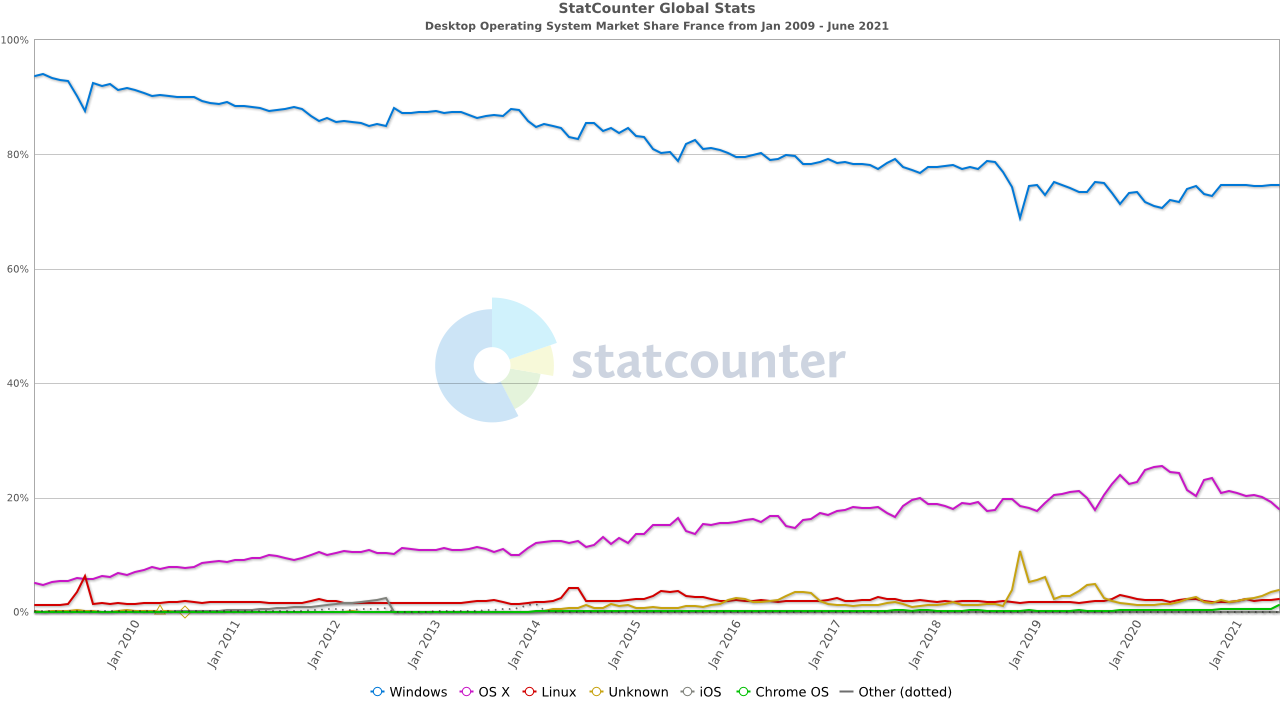 StatCounter Global Stats
Desktop Operating System Market Share France from Jan 2009 - June 2021
100%
80%
60%
40%
20%
0%
statcounter
Jan 2010
Jan 2011
Jan 2012
Jan 2013
Jan 2014
Jan 2015
Jan 2016
Jan 2017
Jan 2018
Jan 2019
Jan 2020
Jan 2021
Windows OS X Linux Unknown iOS Chrome OS Other (dotted)